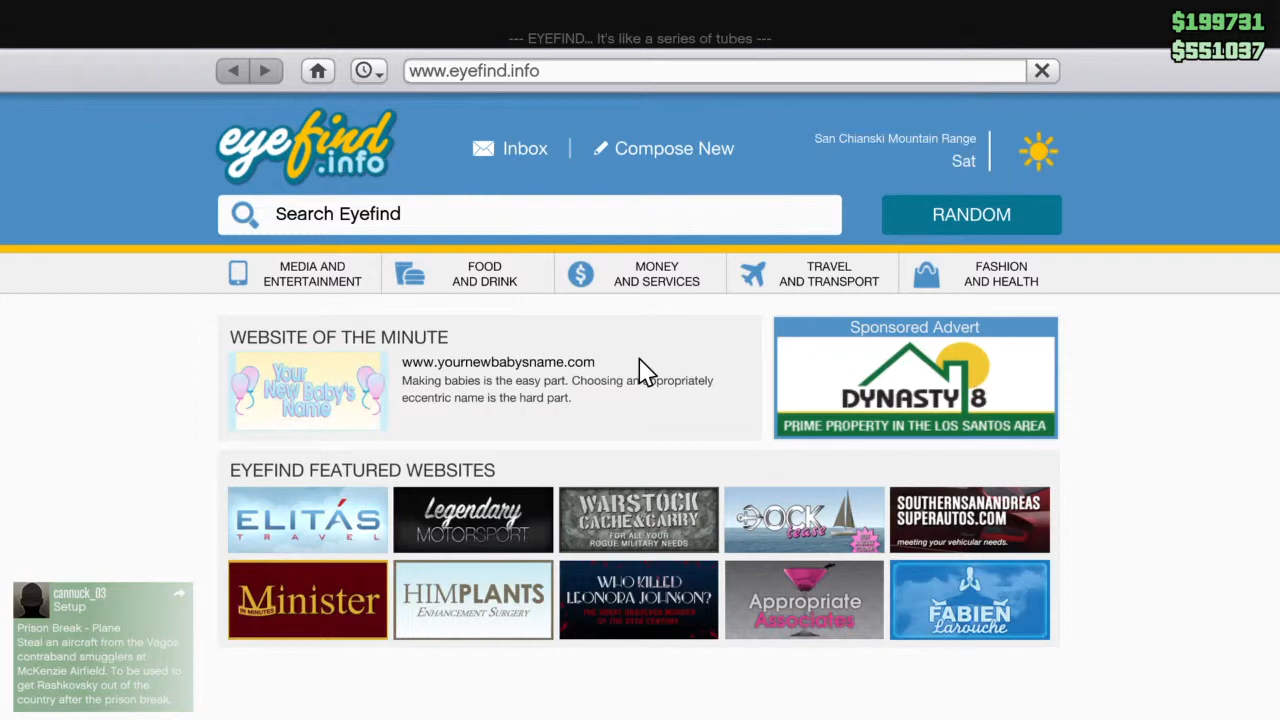 $199731
$551037
--- EYEFIND... It's like a series of tubes ---
www.eyefind.info
eyefind
.info
Inbox
Compose New
San Chianski Mountain Range
Sat
Search Eyefind
RANDOM
MEDIA AND
ENTERTAINMENT
FOOD
AND DRINK
MONEY
AND SERVICES
TRAVEL
AND TRANSPORT
FASHION
AND HEALTH
WEBSITE OF THE MINUTE
Your
New Baby's
Name
www.yournewbabysname.com
Making babies is the easy part. Choosing an appropriately
eccentric name is the hard part.
Sponsored Advert
DYNASTY 8
PRIME PROPERTY IN THE LOS SANTOS AREA
EYEFIND FEATURED WEBSITES
ELITÁS
TRAVEL
Legendary
MOTORSPORT
WARSTOCK
CACHE & CARRY
FOR ALL YOUR
ROGUE MILITARY NEEDS
DOCK
tease
SOUTHERNSANANDREAS
SUPERAUTOS.COM
meeting your vehicular needs.
IN MINUTES
Minister
HIMPLANTS
ENHANCEMENT SURGERY
WHO KILLED
LEONORA JOHNSON?
Appropriate
Associates
FABIEN
Larouche
cannuck_03
Setup
Prison Break - Plane
Steal an aircraft from the Vagos
contraband smugglers at
McKenzie Airfield. To be used to
get Rashkovsky out of the
country after the prison break.